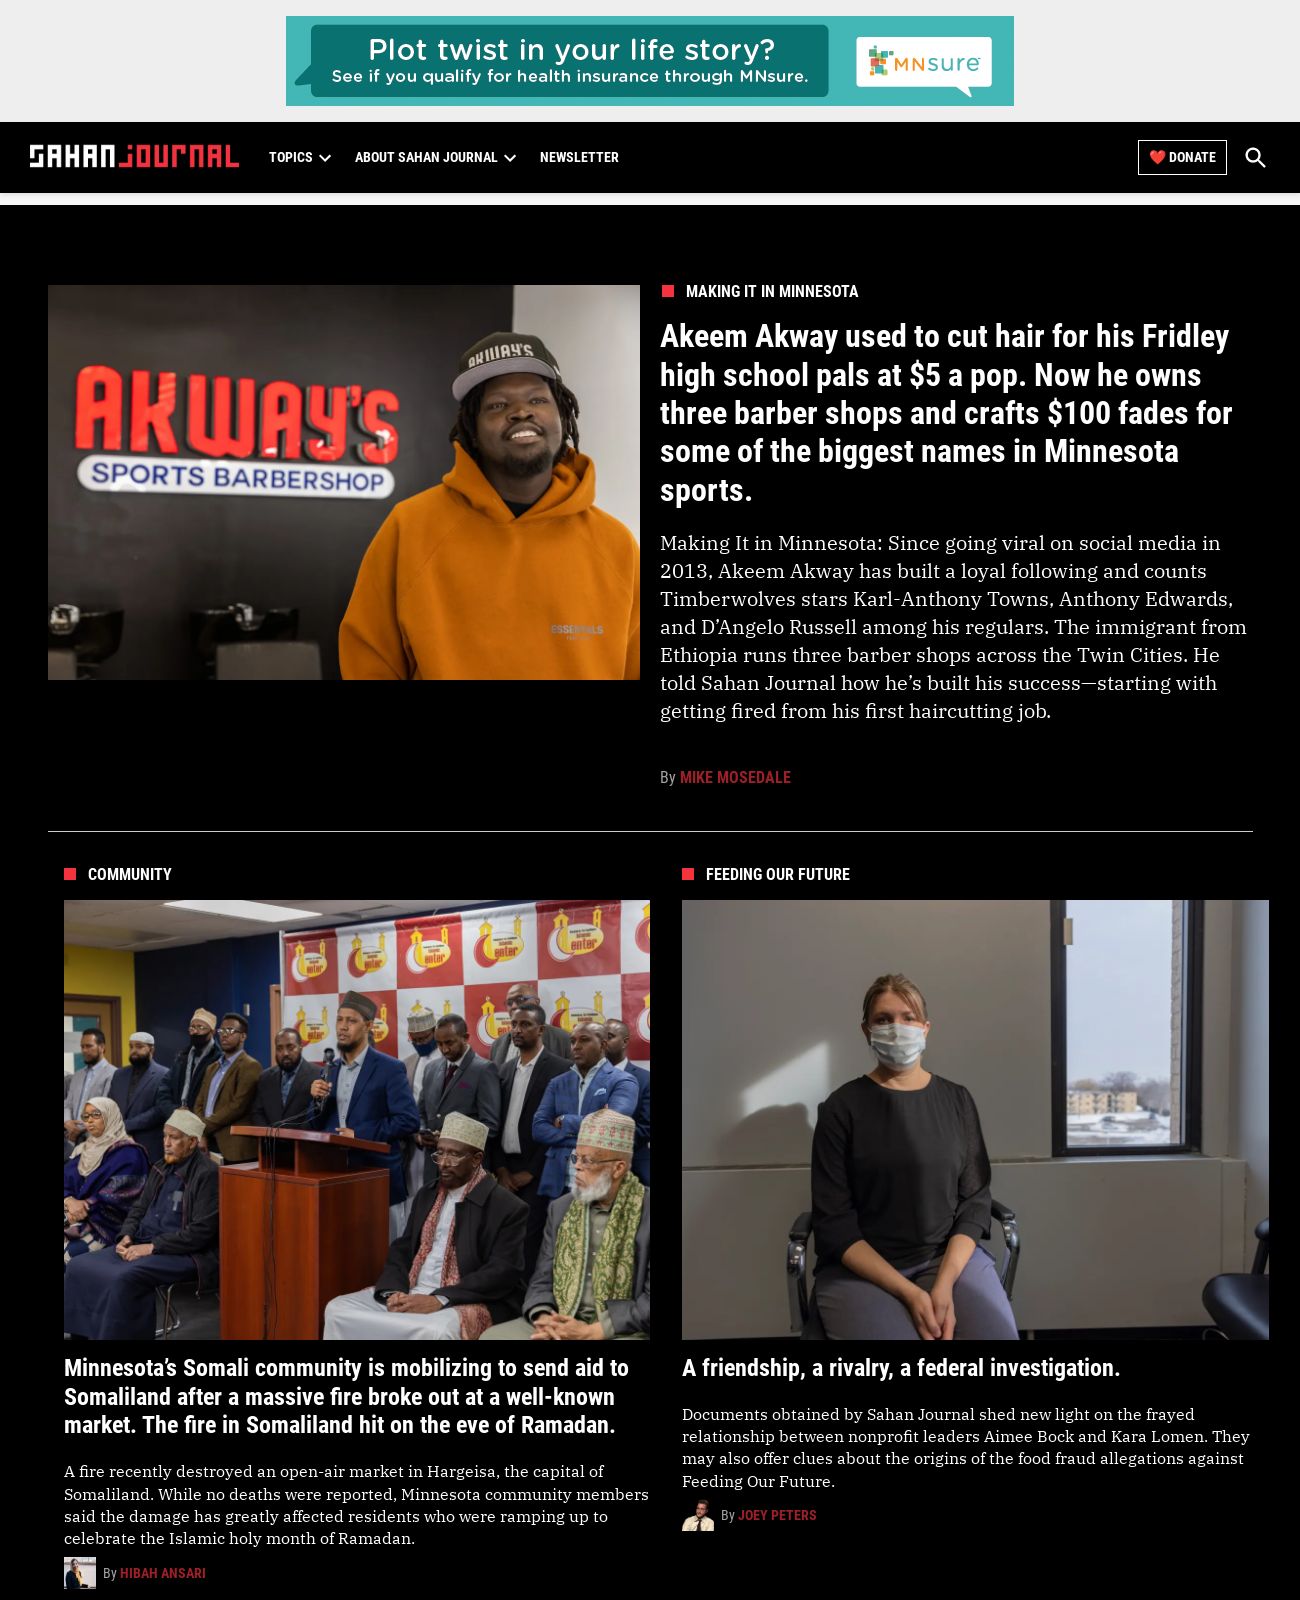 Plot twist in your life story?
See if you qualify for health insurance through MNsure.
MNsure
SAHAN JOURNAL
TOPICS
ABOUT SAHAN JOURNAL
NEWSLETTER
DONATE
AKWAY'S
SPORTS BARBERSHOP
AKWAY'S
ESSENTIALS
MAKING IT IN MINNESOTA
Akeem Akway used to cut hair for his Fridley
high school pals at $5 a pop. Now he owns
three barber shops and crafts $100 fades for
some of the biggest names in Minnesota
sports.
Making It in Minnesota: Since going viral on social media in
2013, Akeem Akway has built a loyal following and counts
Timberwolves stars Karl-Anthony Towns, Anthony Edwards,
and D’Angelo Russell among his regulars. The immigrant from
Ethiopia runs three barber shops across the Twin Cities. He
told Sahan Journal how he’s built his success—starting with
getting fired from his first haircutting job.
By MIKE MOSEDALE
COMMUNITY
Minnesota’s Somali community is mobilizing to send aid to
Somaliland after a massive fire broke out at a well-known
market. The fire in Somaliland hit on the eve of Ramadan.
A fire recently destroyed an open-air market in Hargeisa, the capital of
Somaliland. While no deaths were reported, Minnesota community members
said the damage has greatly affected residents who were ramping up to
celebrate the Islamic holy month of Ramadan.
By HIBAH ANSARI
FEEDING OUR FUTURE
A friendship, a rivalry, a federal investigation.
Documents obtained by Sahan Journal shed new light on the frayed
relationship between nonprofit leaders Aimee Bock and Kara Lomen. They
may also offer clues about the origins of the food fraud allegations against
Feeding Our Future.
By JOEY PETERS